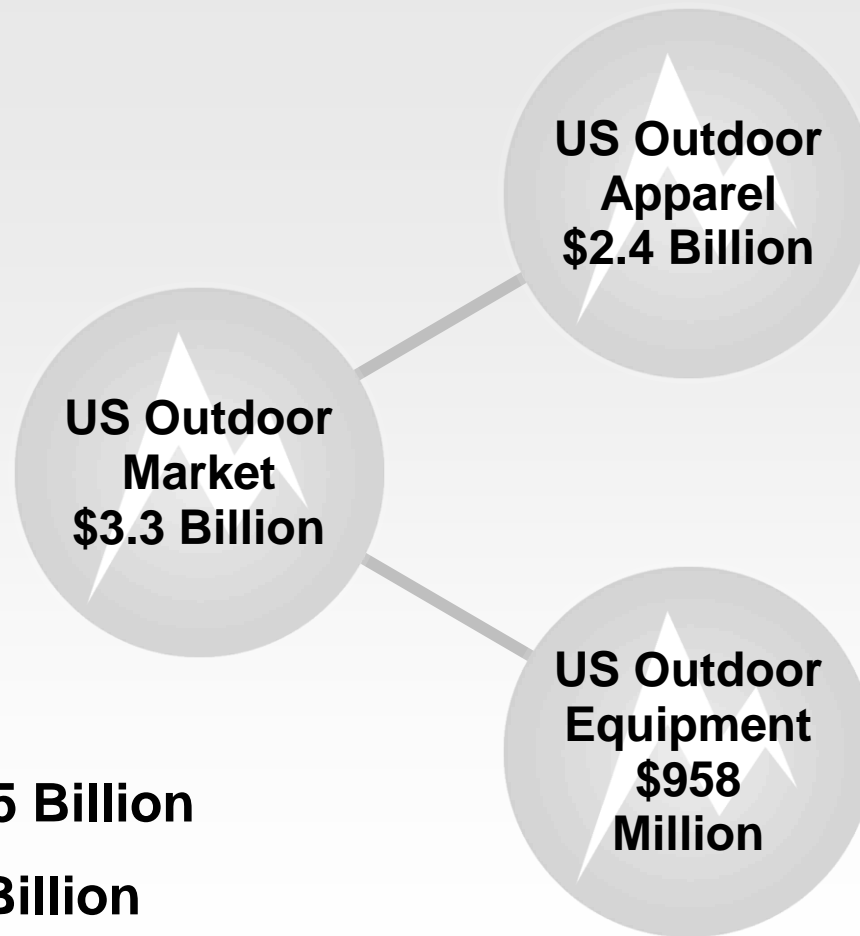 US Outdoor
Apparel
$2.4 Billion
US Outdoor
Market
$3.3 Billion
US Outdoor
Equipment
$958
Million
5 Billion
Billion